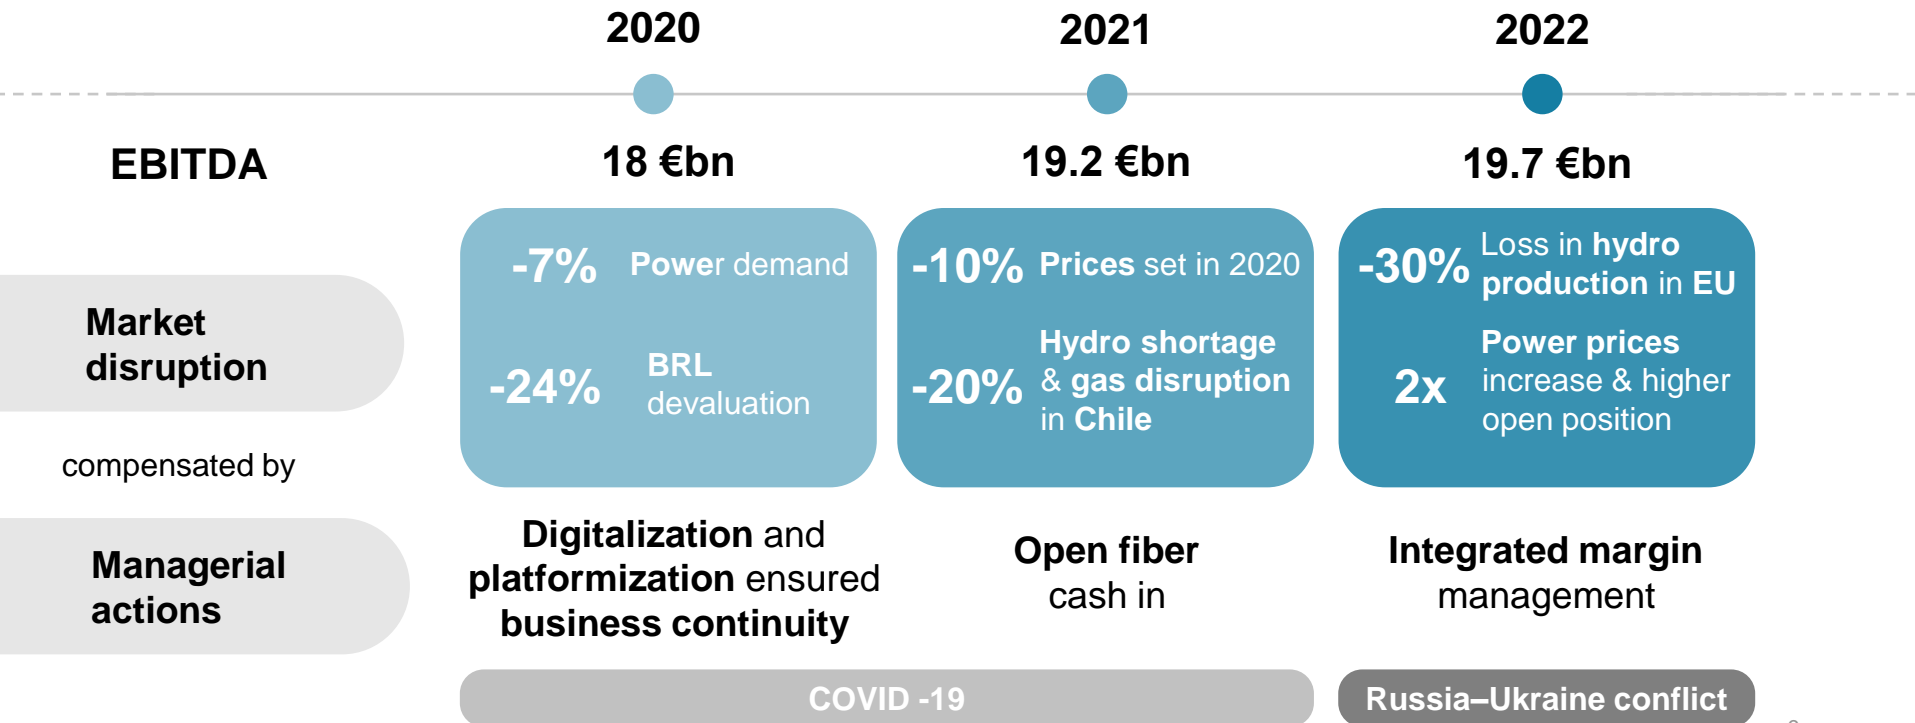 2020
2021
2022
EBITDA
18 €bn
19.2 €bn
19.7 €bn
Market
disruption
-7%
Power demand
-24%
BRL
devaluation
-10%
Prices set in 2020
-20%
Hydro shortage
& gas disruption
in Chile
-30%
Loss in hydro
production in EU
2x
Power prices
increase & higher
open position
compensated by
Managerial
actions
Digitalization and
platformization ensured
business continuity
Open fiber
cash in
Integrated margin
management
COVID -19
Russia–Ukraine conflict